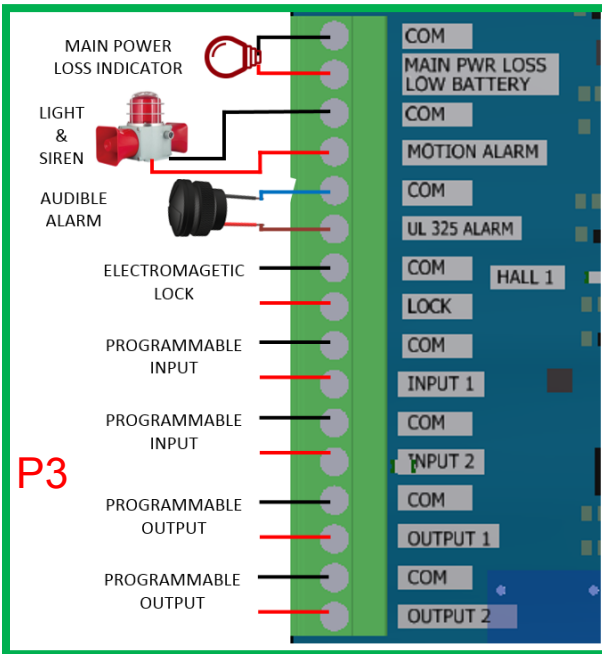 MAIN POWER
LOSS INDICATOR
COM
MAIN PWR LOSS
LOW BATTERY
LIGHT
&
SIREN
COM
MOTION ALARM
AUDIBLE
ALARM
COM
UL 325 ALARM
ELECTROMAGETIC
LOCK
COM
HALL 1
LOCK
PROGRAMMABLE
INPUT
COM
INPUT 1
PROGRAMMABLE
INPUT
COM
INPUT 2
P3
PROGRAMMABLE
OUTPUT
COM
OUTPUT 1
PROGRAMMABLE
OUTPUT
COM
OUTPUT 2